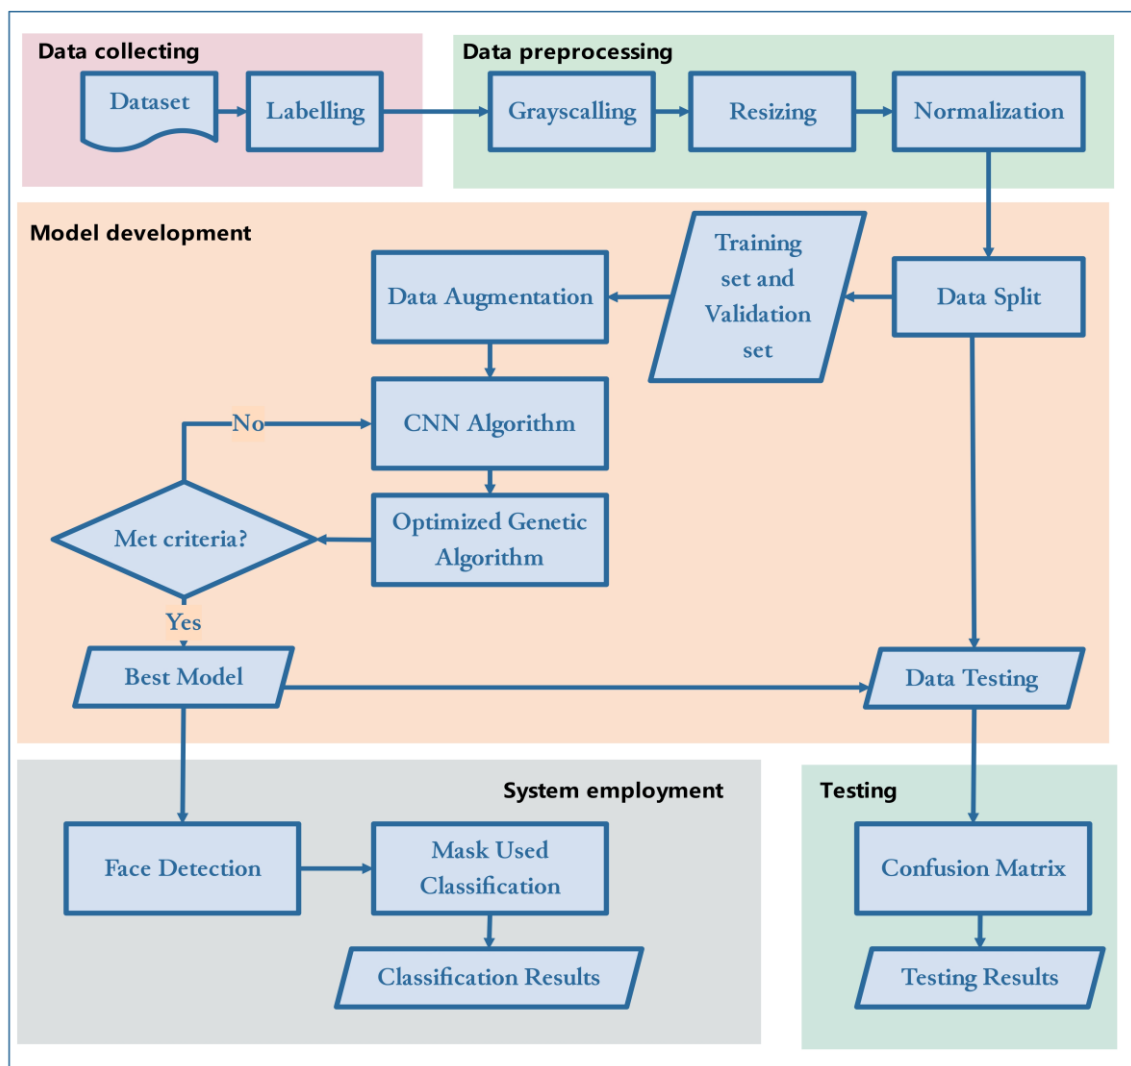 Data collecting
Dataset
Labelling
Data preprocessing
Grayscalling
Resizing
Normalization
Model development
Data Augmentation
Training
set and
Validation
set
Data Split
No
CNN Algorithm
Met criteria?
Optimized Genetic
Algorithm
Yes
Best Model
Data Testing
System employment
Face Detection
Mask Used
Classification
Classification Results
Testing
Confusion Matrix
Testing Results